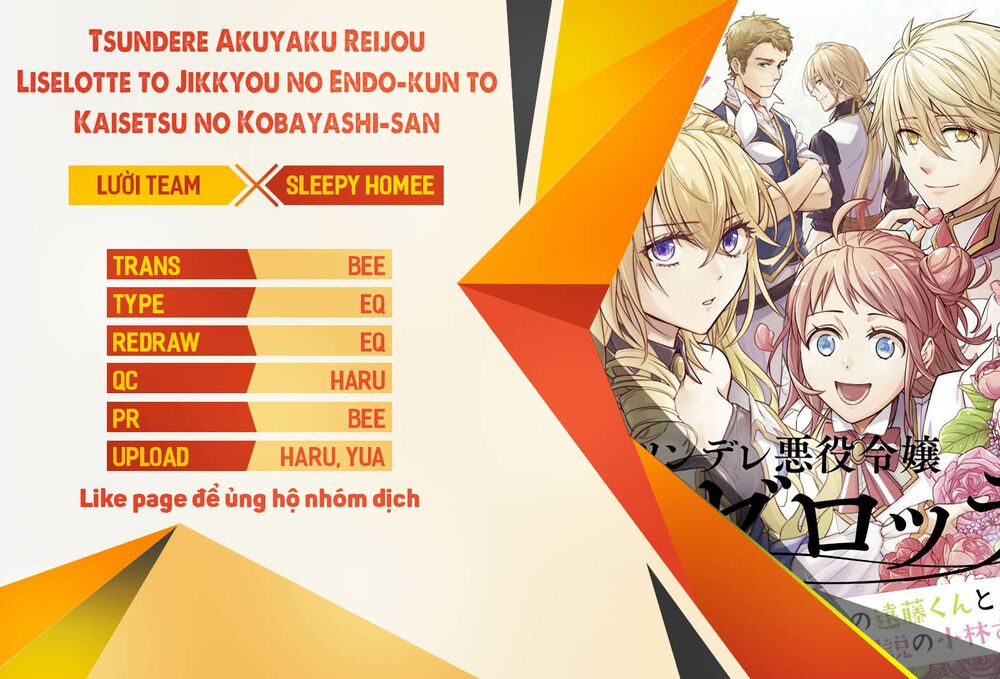 TSUNDERE AKUYAKU REIJOU
LISELOTTE TO JIKKYOU NO ENDO-KUN TO
KAISETSU NO KOBAYASHI-SAN
LƯỜI TEAM
SLEEPY HOMEE
TRANS BEE
TYPE EQ
REDRAW EQ
QC HARU
PR BEE
UPLOAD HARU, YUA
Like page để ủng hộ nhóm dịch
ンデレ悪役令嬢
ゼロッ
の遠藤くんと
説の小林